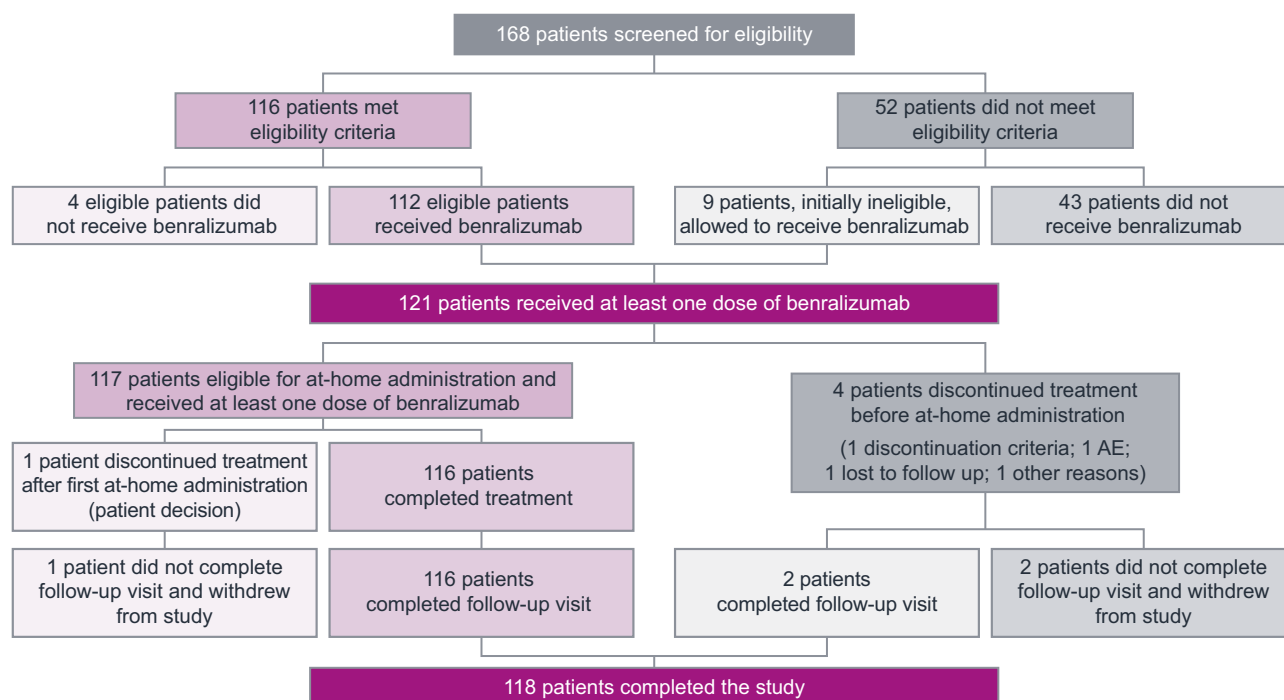 168 patients screened for eligibility
116 patients met
eligibility criteria
52 patients did not meet
eligibility criteria
4 eligible patients did
not receive benralizumab
112 eligible patients
received benralizumab
9 patients, initially ineligible,
allowed to receive benralizumab
43 patients did not
receive benralizumab
121 patients received at least one dose of benralizumab
117 patients eligible for at-home administration and
received at least one dose of benralizumab
4 patients discontinued treatment
before at-home administration
(1 discontinuation criteria; 1 AE;
1 lost to follow up; 1 other reasons)
1 patient discontinued treatment
after first at-home administration
(patient decision)
116 patients
completed treatment
1 patient did not complete
follow-up visit and withdrew
from study
116 patients
completed follow-up visit
2 patients
completed follow-up visit
2 patients did not complete
follow-up visit and withdrew
from study
118 patients completed the study